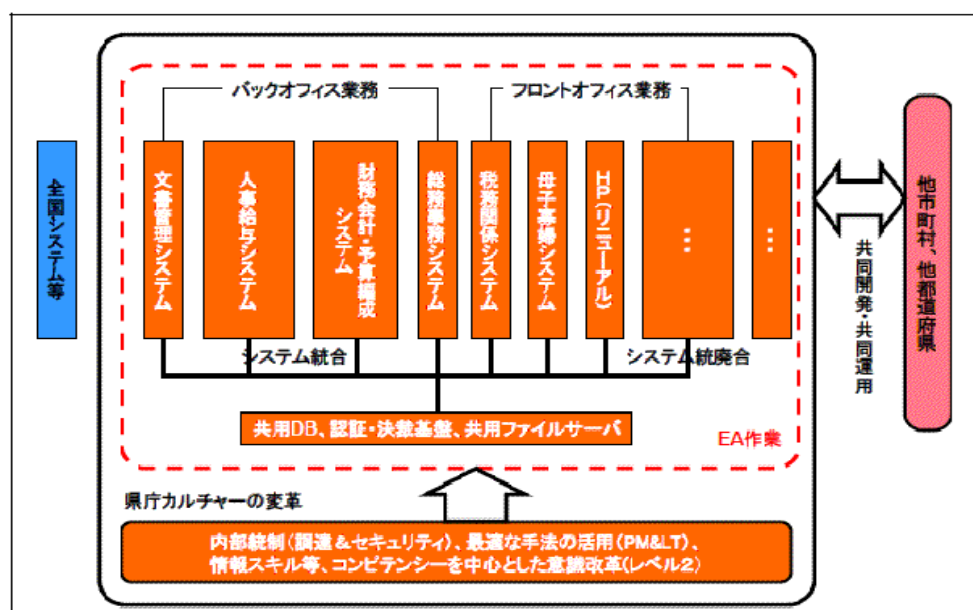 バックオフィス業務
フロントオフィス業務
全国システム等
文書管理システム
人事給与システム
財務会計・予算編成
システム
総務事務システム
税務関係システム
母子寡婦システム
HP(リニューアル)
…
…
他市町村、他都道府県
共同開発・共同運用
システム統合
システム統廃合
共用DB、認証・決裁基盤、共用ファイルサーバ
EA作業
県庁カルチャーの変革
内部統制(調達&セキュリティ)、最適な手法の活用(PM&LT)、
情報スキル等、コンピテンシーを中心とした意識改革(レベル2)